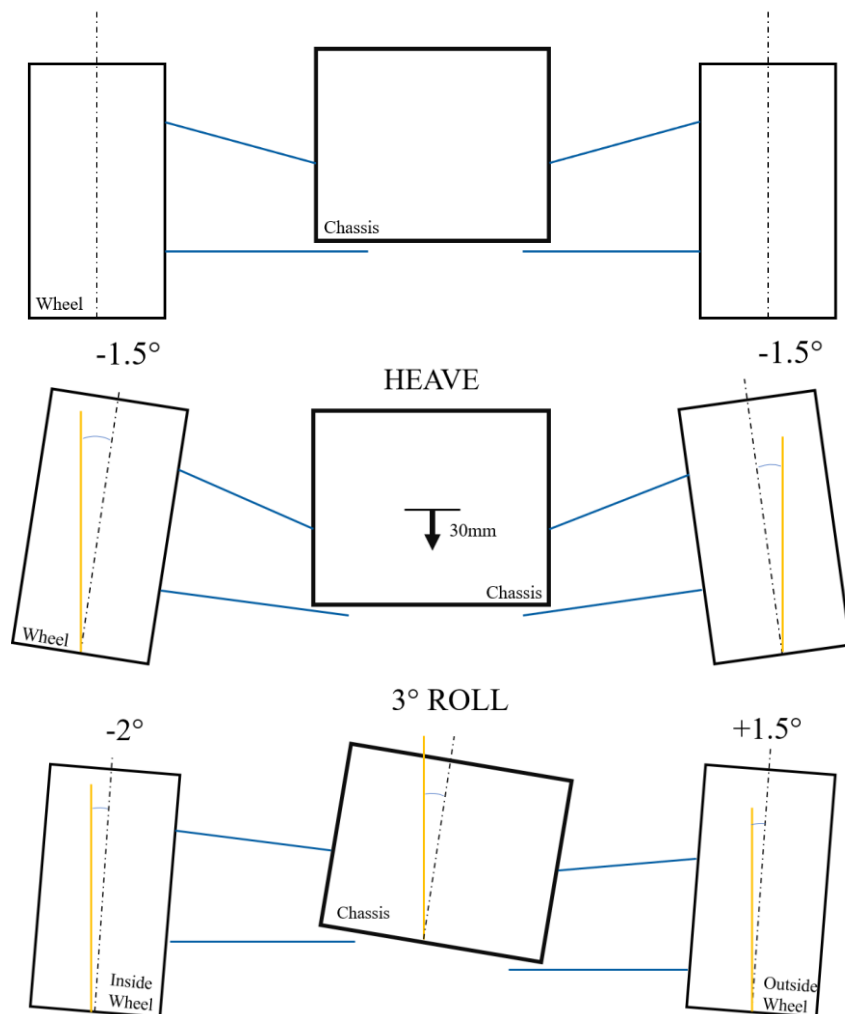 Chassis
Wheel
-1.5°
-1.5°
HEAVE
30mm
Chassis
Wheel
3° ROLL
-2°
+1.5°
Chassis
Inside
Wheel
Outside
Wheel